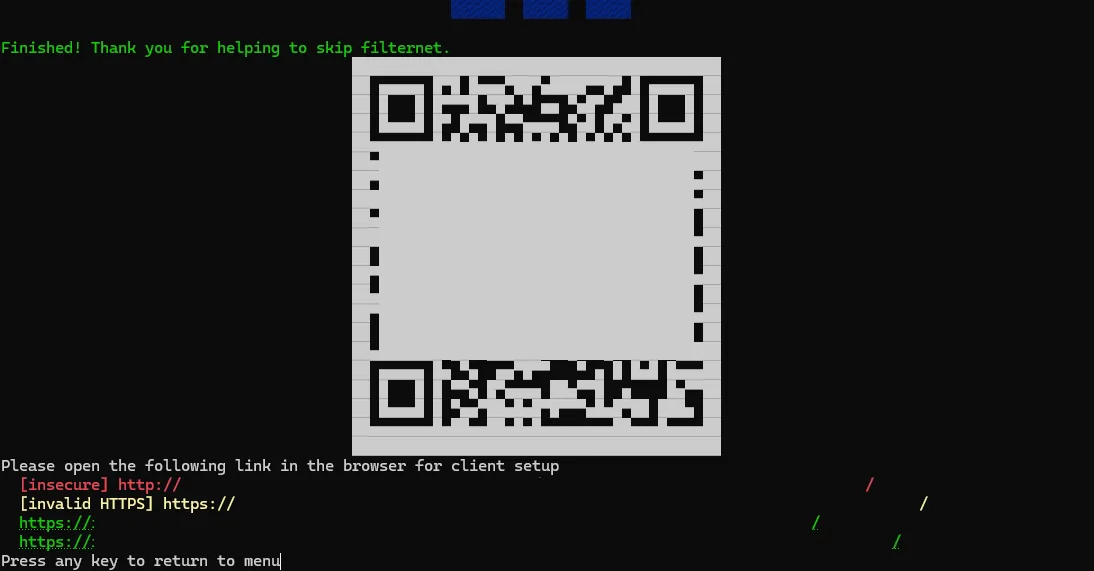 Finished! Thank you for helping to skip filternet.
Please open the following link in the browser for client setup
[insecure] http:// /
[invalid HTTPS] https:// /
https:// /
https:// /
Press any key to return to menu